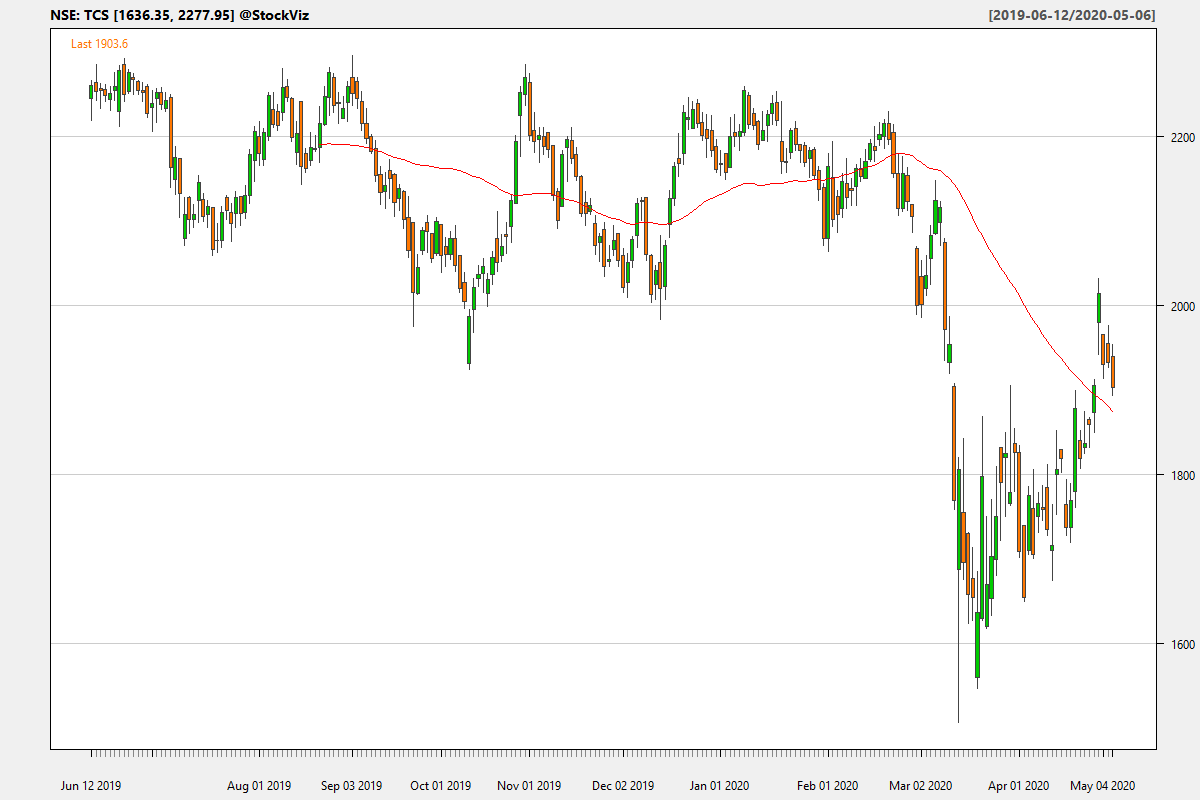 NSE: TCS [1636.35, 2277.95] @StockViz [2019-06-12/2020-05-06]
Last 1903.6
2200
2000
1800
1600
Jun 12 2019 Aug 01 2019 Sep 03 2019 Oct 01 2019 Nov 01 2019 Dec 02 2019 Jan 01 2020 Feb 01 2020 Mar 02 2020 Apr 01 2020 May 04 2020